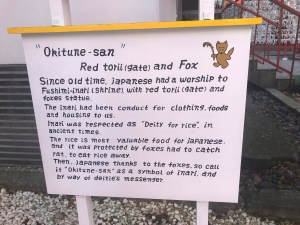 "Okitune-san"
Red torii(gate) and Fox
Since old time, Japanese had a worship to
Fushimi-inari (shrine) with red torii (gate) and
foxes statue.
The inari had been conduct for clothing, foods
and housing to us.
Inari was respected as "Deity for rice", in
ancient times.
The rice is most valuable food for Japanese,
and it was protected by foxes had to catch
rat, to eat rice away.
Then, Japanese thanks to the foxes, so call
it "Okitune-san" as a symbol of inari, and
by way of deitie's messenger.